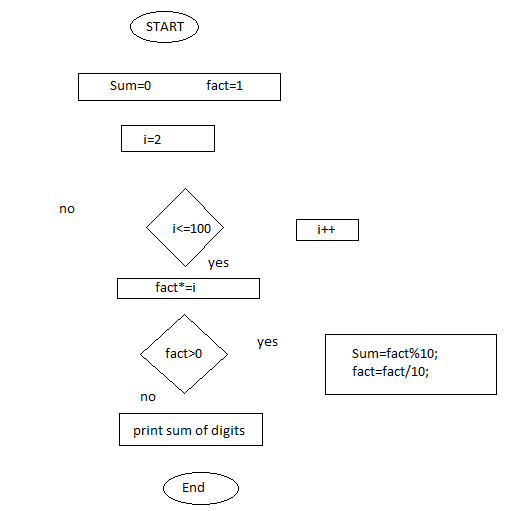 START
Sum=0 fact=1
i=2
no
i<=100
i++
yes
fact*=i
fact>0
yes
Sum=fact%10;
fact=fact/10;
no
print sum of digits
End